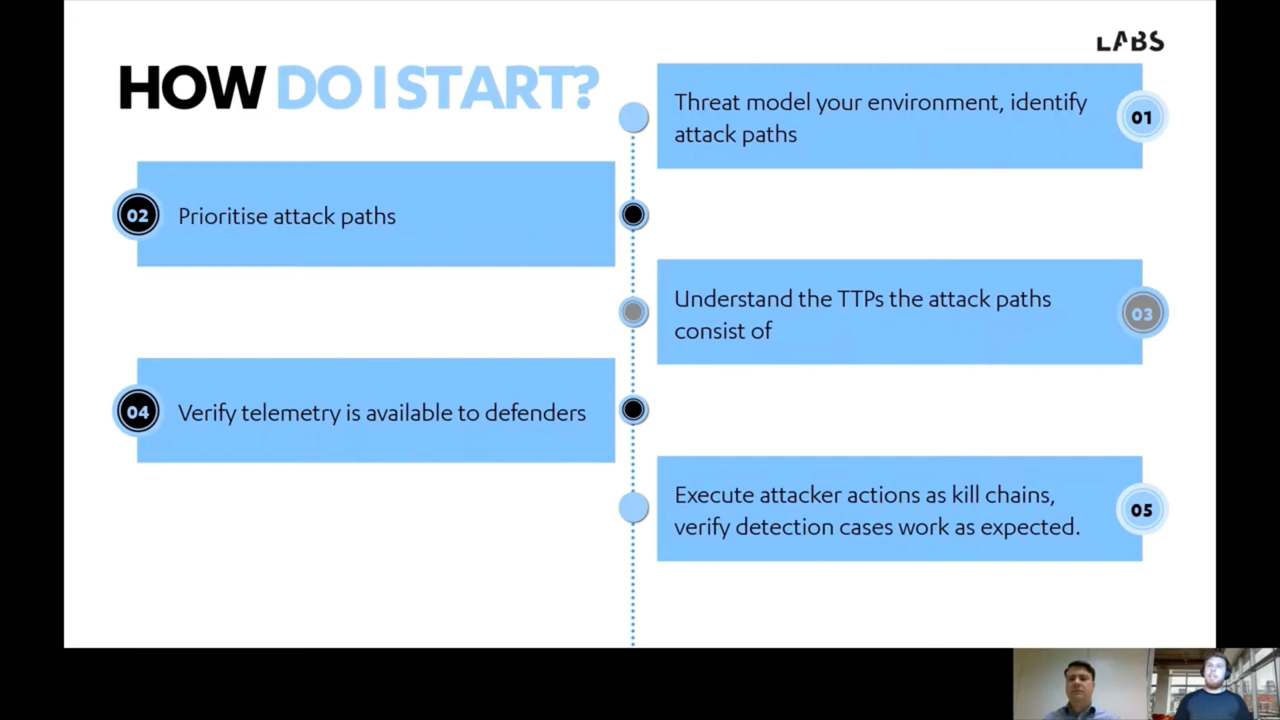 LABS
HOW DO I START?
Threat model your environment, identify
attack paths
01
02
Prioritise attack paths
Understand the TTPs the attack paths
consist of
03
04
Verify telemetry is available to defenders
Execute attacker actions as kill chains,
verify detection cases work as expected.
05